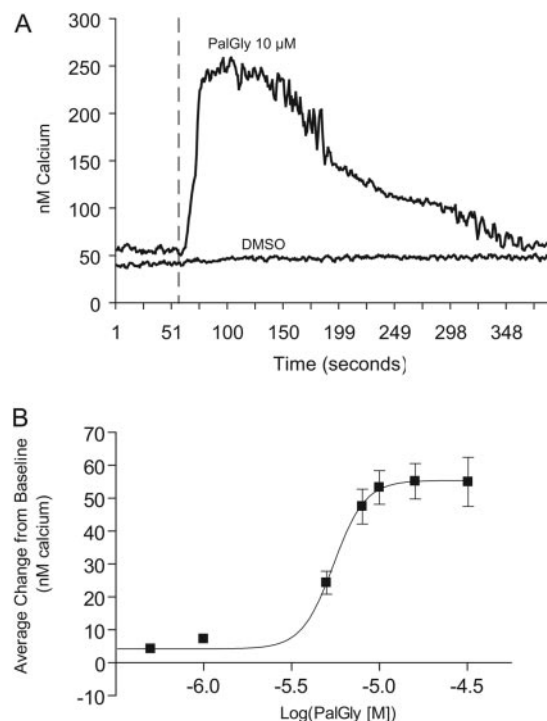 A
300
PalGly 10 µM
250
200
nM Calcium
150
100
DMSO
50
0
1 51 100 150 199 249 298 348
Time (seconds)
B
70
60
50
40
30
20
10
0
-10
Average Change from Baseline
(nM calcium)
-6.0 -5.5 -5.0 -4.5
Log(PalGly [M])